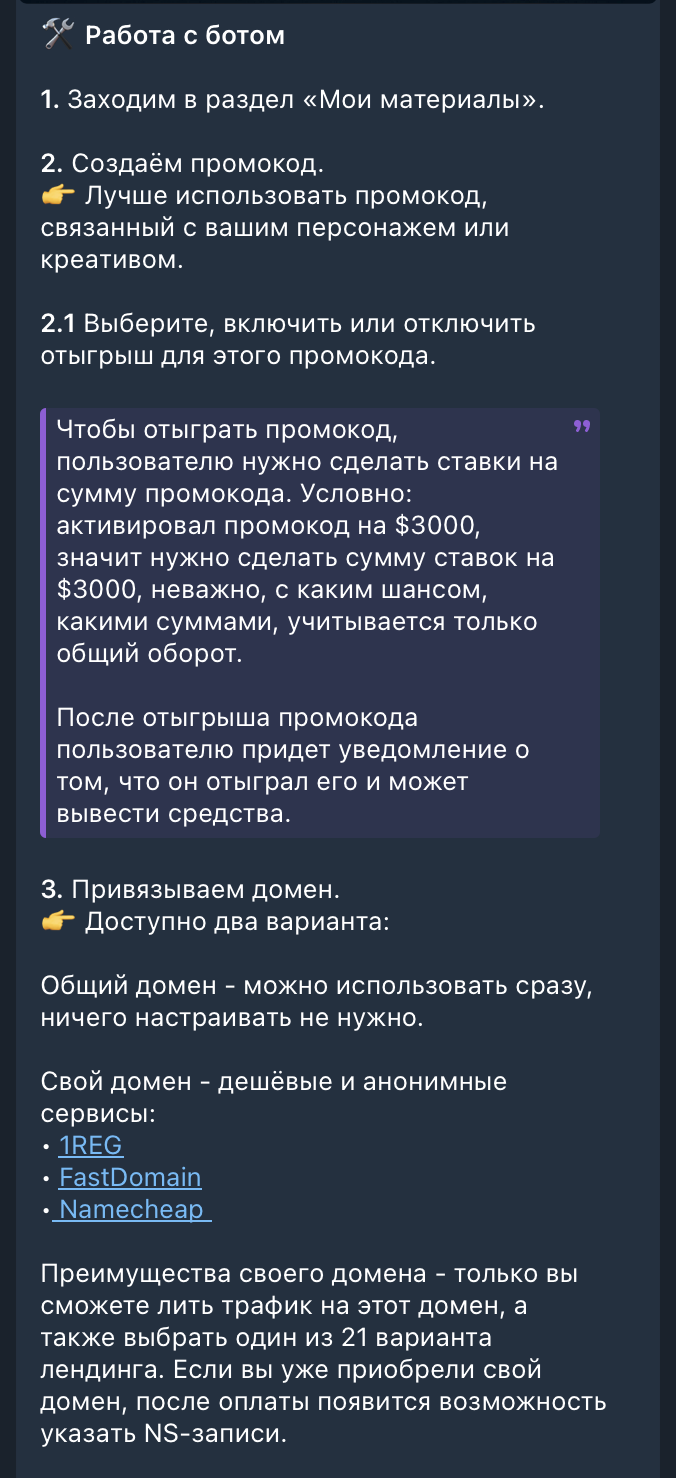 🛠 Работа с ботом
1. Заходим в раздел «Мои материалы».
2. Создаём промокод.
👉 Лучше использовать промокод,
связанный с вашим персонажем или
креативом.
2.1 Выберите, включить или отключить
отыгрыш для этого промокода.
Чтобы отыграть промокод,
пользователю нужно сделать ставки на
сумму промокода. Условно:
активировал промокод на $3000,
значит нужно сделать сумму ставок на
$3000, неважно, с каким шансом,
какими суммами, учитывается только
общий оборот.
После отыгрыша промокода
пользователю придет уведомление о
том, что он отыграл его и может
вывести средства.
3. Привязываем домен.
👉 Доступно два варианта:
Общий домен - можно использовать сразу,
ничего настраивать не нужно.
Свой домен - дешёвые и анонимные
сервисы:
• 1REG
• FastDomain
• Namecheap
Преимущества своего домена - только вы
сможете лить трафик на этот домен, а
также выбрать один из 21 варианта
лендинга. Если вы уже приобрели свой
домен, после оплаты появится возможность
указать NS-записи.